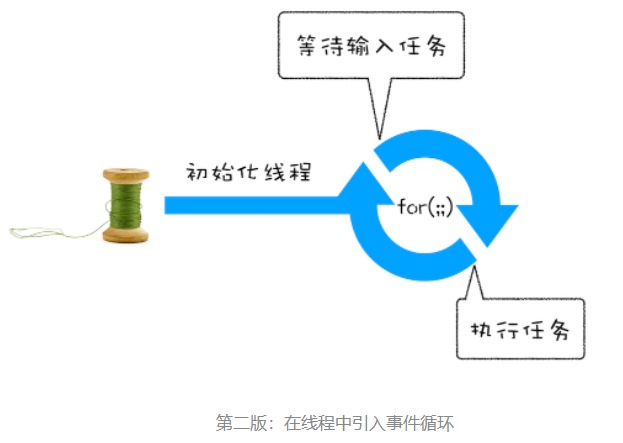 等待输入任务
初始化线程
for(;;)
执行任务
第二版：在线程中引入事件循环